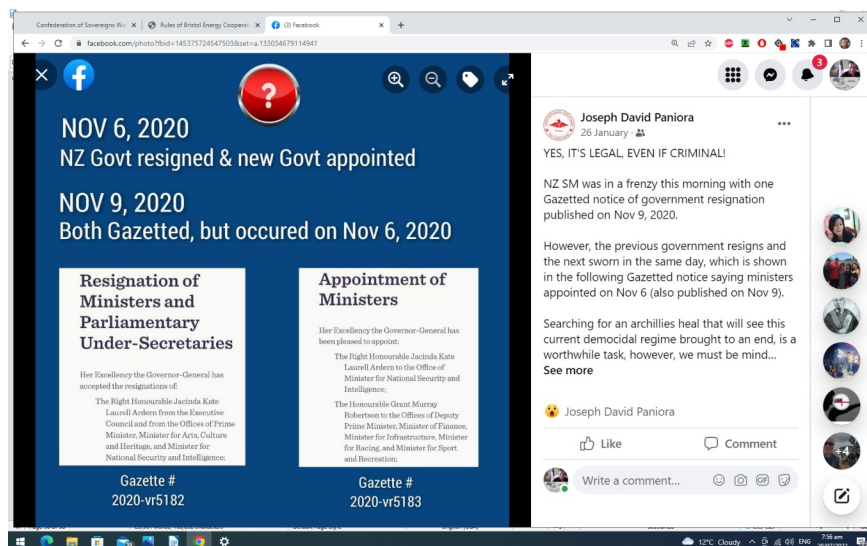 Confederation of Sovereigns Wo
Rules of Bristol Energy Cooperat
(3) Facebook
facebook.com/photo?fbid=145375724547503&set=a.133034679114941
?
NOV 6, 2020
NZ Govt resigned & new Govt appointed
NOV 9, 2020
Both Gazetted, but occured on Nov 6, 2020
Resignation of
Ministers and
Parliamentary
Under-Secretaries
Her Excellency the Governor-General has
accepted the resignations of:
The Right Honourable Jacinda Kate
Laurell Ardern from the Executive
Council and from the Offices of Prime
Minister, Minister for Arts, Culture
and Heritage, and Minister for
National Security and Intelligence;
Gazette #
2020-vr5182
Appointment of
Ministers
Her Excellency the Governor-General has
been pleased to appoint:
The Right Honourable Jacinda Kate
Laurell Ardern to the Office of
Minister for National Security and
Intelligence;
The Honourable Grant Murray
Robertson to the Offices of Deputy
Prime Minister, Minister of Finance,
Minister for Infrastructure, Minister
for Racing, and Minister for Sport
and Recreation;
Gazette #
2020-vr5183
3
Joseph David Paniora
26 January ·
YES, IT'S LEGAL, EVEN IF CRIMINAL!
NZ SM was in a frenzy this morning with one
Gazetted notice of government resignation
published on Nov 9, 2020.
However, the previous government resigns and
the next sworn in the same day, which is shown
in the following Gazetted notice saying ministers
appointed on Nov 6 (also published on Nov 9).
Searching for an archillies heal that will see this
current democidal regime brought to an end, is a
worthwhile task, however, we must be mind...
See more
Joseph David Paniora
Like
Comment
Write a comment...
GIF
+4
12°C Cloudy
ENG
7:56 am